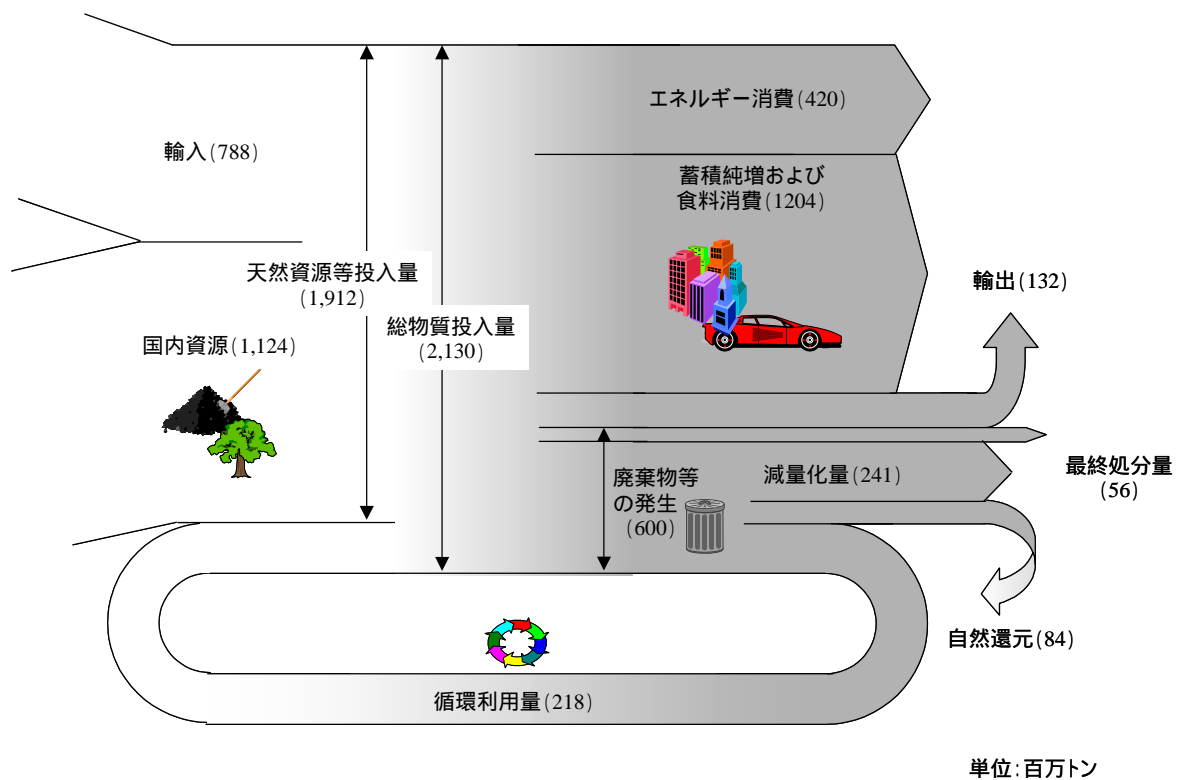 エネルギー消費(420)
輸入(788)
蓄積純増および
食料消費(1204)
天然資源等投入量
(1,912)
輸出(132)
総物質投入量
(2,130)
国内資源(1,124)
廃棄物等
の発生
(600)
減量化量(241)
最終処分量
(56)
自然還元(84)
循環利用量(218)
単位:百万トン